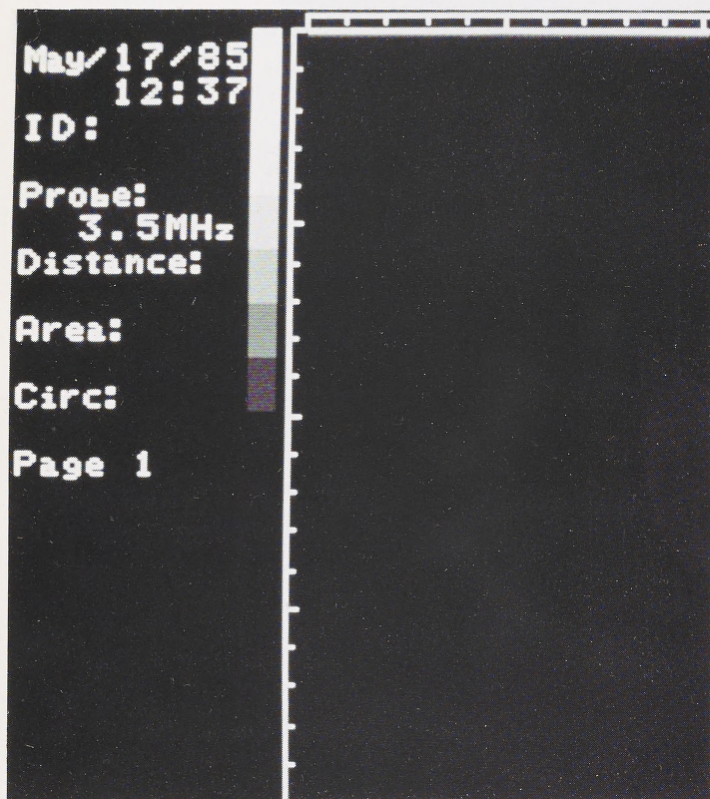 May/17/85
12:37
ID:
Probe:
3.5MHz
Distance:
Area:
Circ:
Page 1